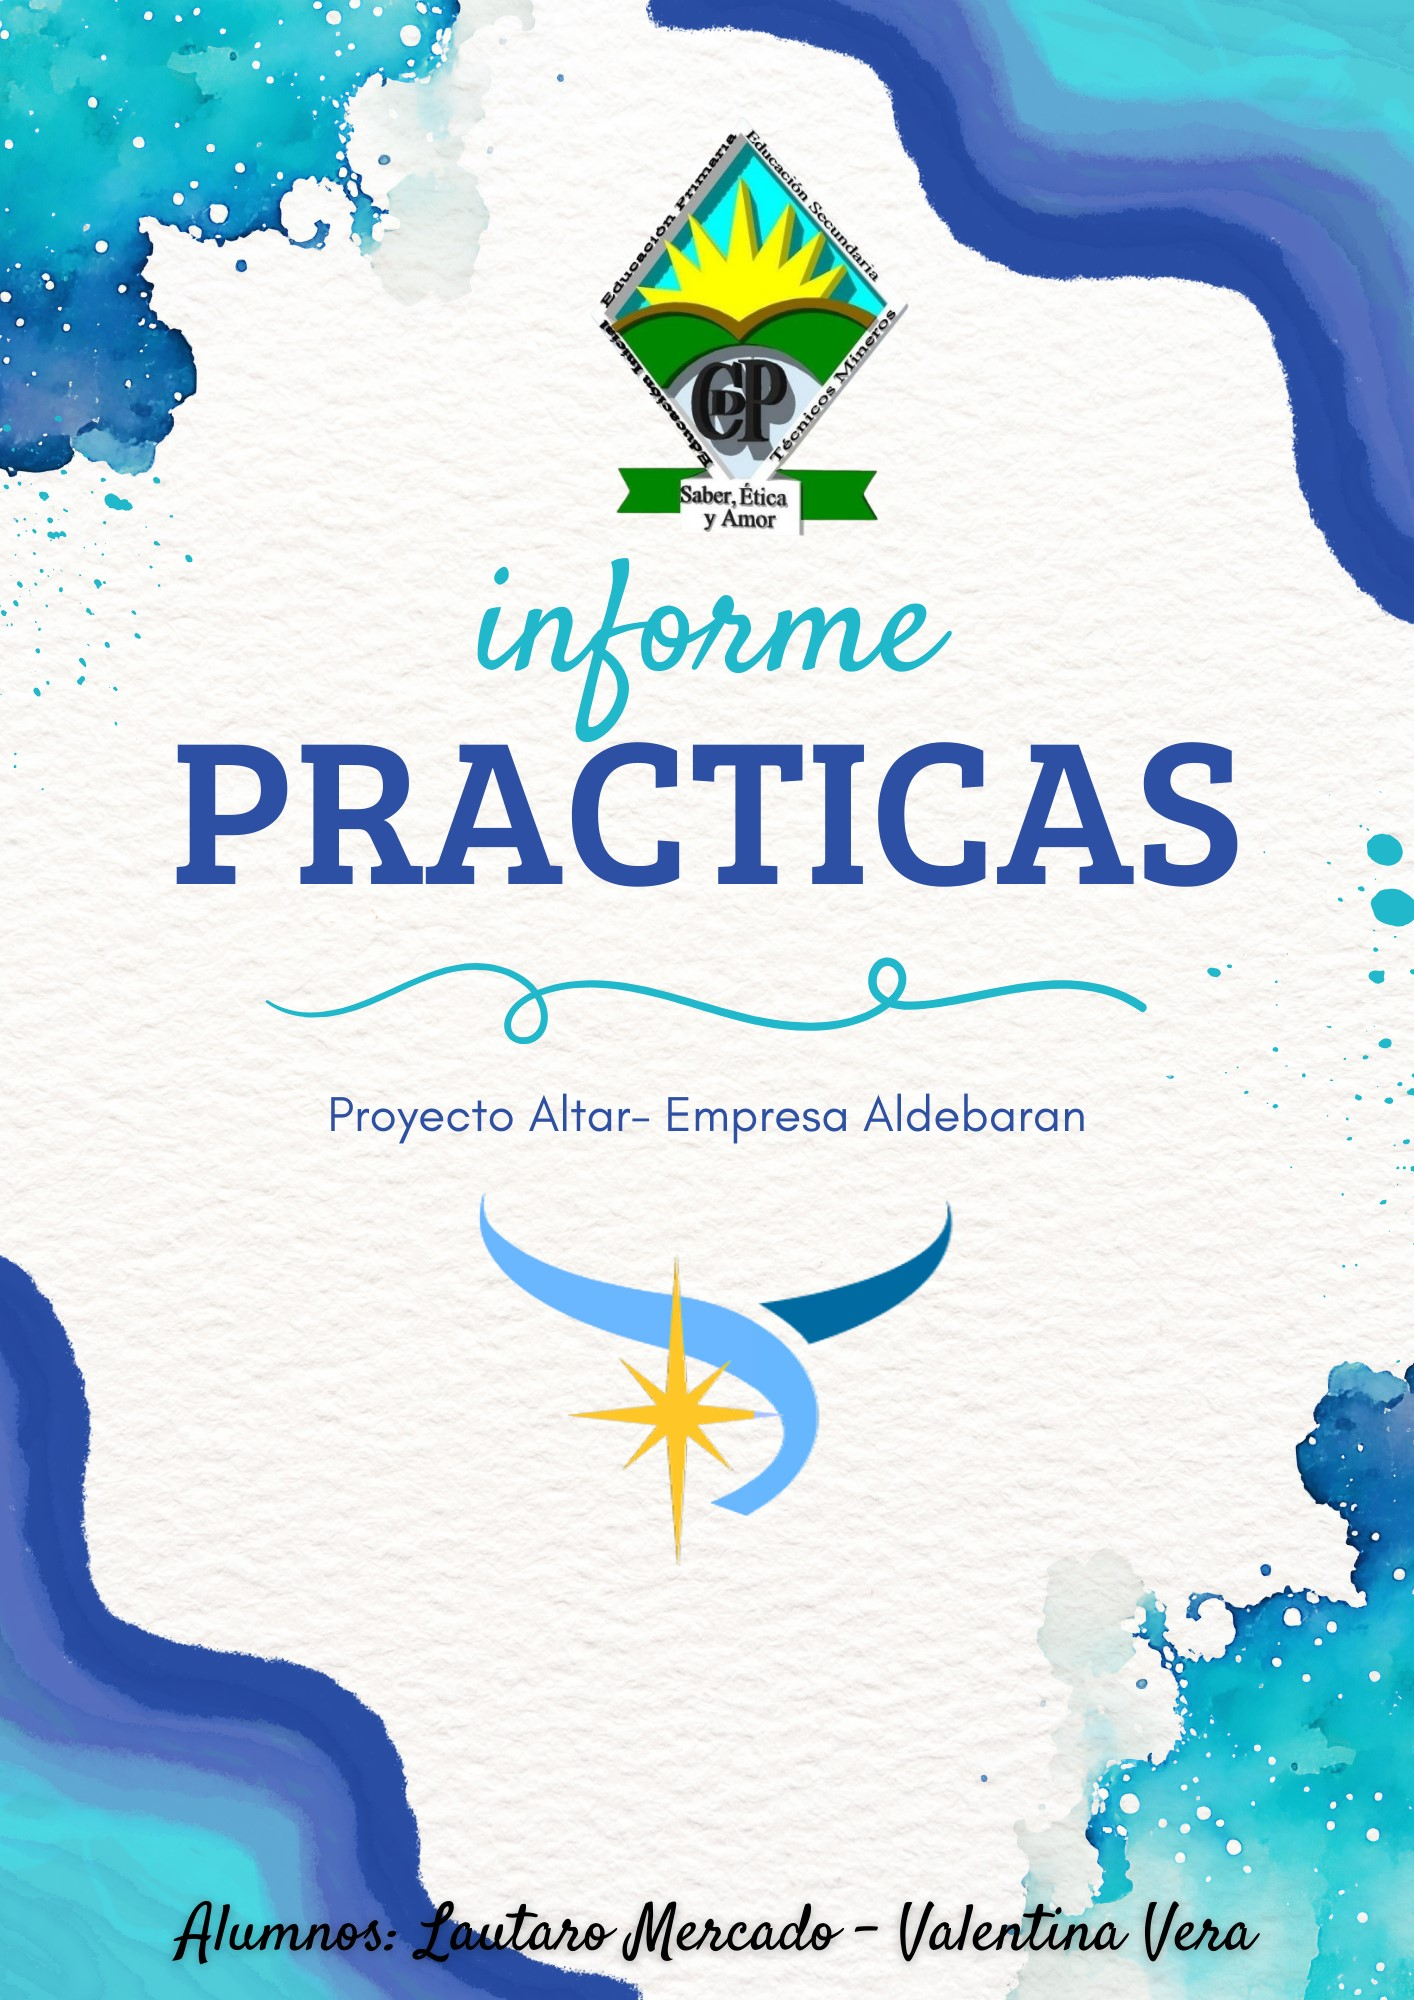 Educación Primaria
Educación Secundaria
Educación Inicial
Técnicos Mineros
CDP
Saber, Ética
y Amor
informe
PRACTICAS
Proyecto Altar- Empresa Aldebaran
Alumnos: Lautaro Mercado - Valentina Vera